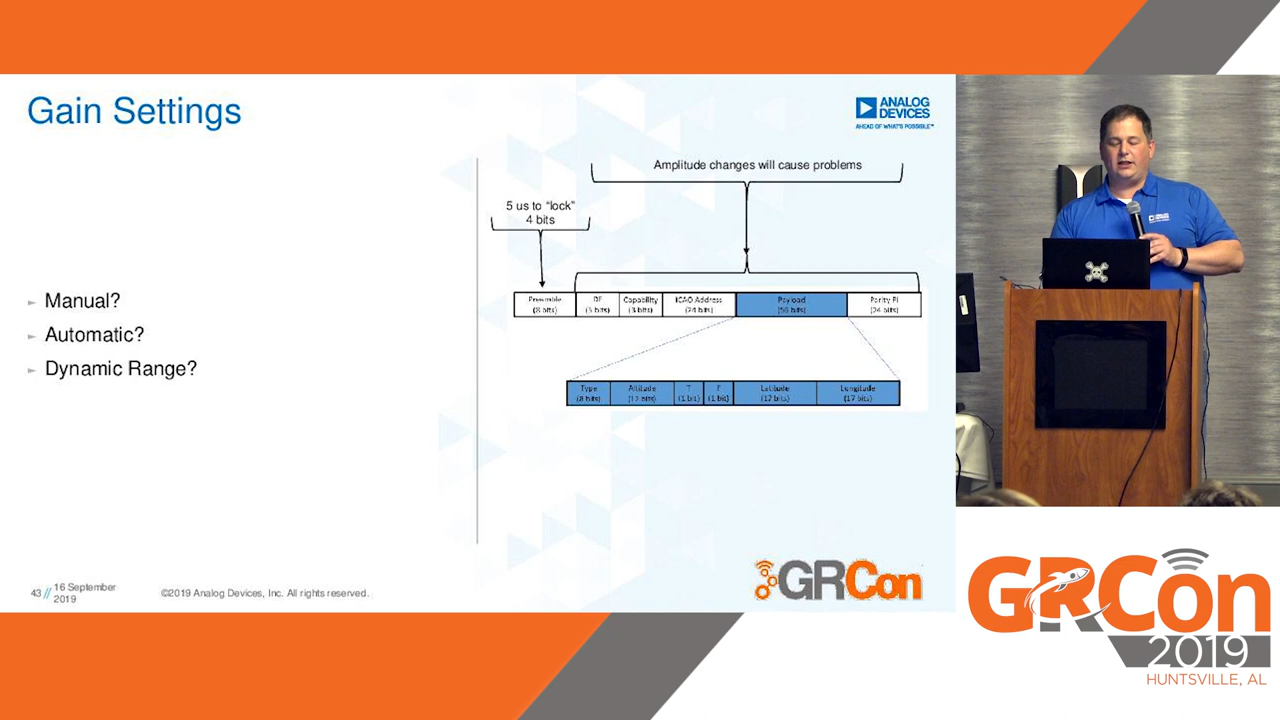 Gain Settings
ANALOG
DEVICES
AHEAD OF WHAT'S POSSIBLE™
Amplitude changes will cause problems
5 us to "lock"
4 bits
► Manual?
► Automatic?
► Dynamic Range?
Preamble
(8 bits)
DF
(5 bits)
Capability
(3 bits)
ICAO Address
(24 bits)
Payload
(56 bits)
Parity PI
(24 bits)
Type
(8 bits)
Altitude
(12 bits)
T
(1 bit)
F
(1 bit)
Latitude
(17 bits)
Longitude
(17 bits)
43 // 16 September
2019
©2019 Analog Devices, Inc. All rights reserved.
GRCon
GRCon
2019
HUNTSVILLE, AL